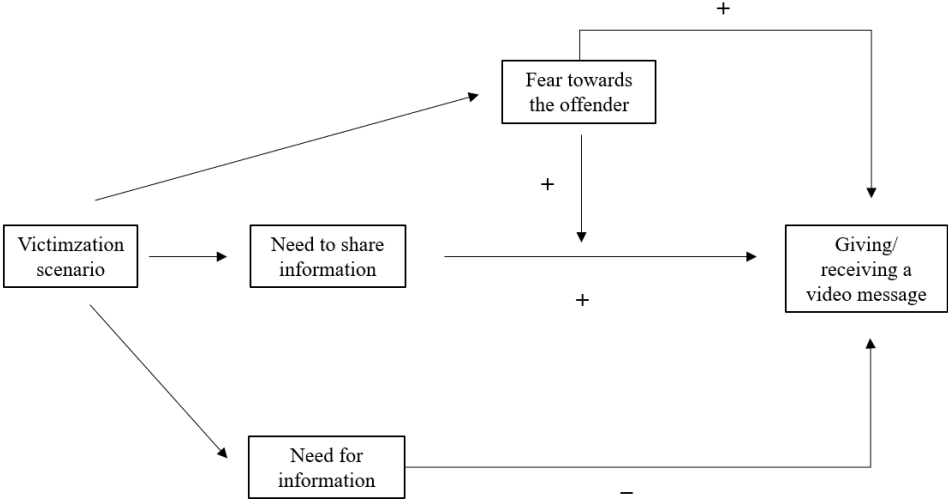 +
Fear towards
the offender
+
Victimzation
scenario
Need to share
information
Giving/
receiving a
video message
+
Need for
information
–